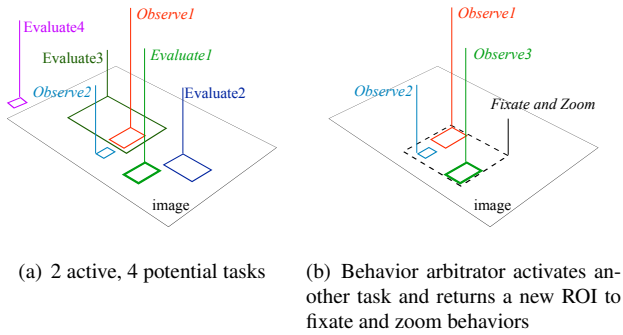 Observe1
Evaluate4
Evaluate3
Evaluate1
Observe2
Evaluate2
image
Observe1
Observe3
Observe2
Fixate and Zoom
image
(a) 2 active, 4 potential tasks
(b) Behavior arbitrator activates an-
other task and returns a new ROI to
fixate and zoom behaviors